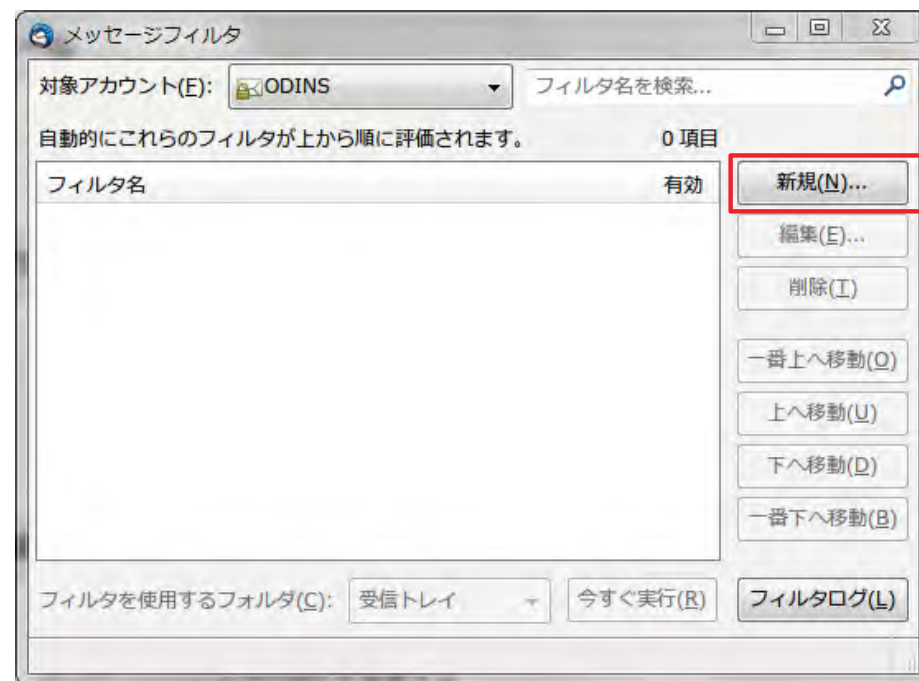 メッセージフィルタ
対象アカウント(F): ODINS フィルタ名を検索...
自動的にこれらのフィルタが上から順に評価されます。 0 項目
フィルタ名 有効
新規(N)...
編集(E)...
削除(T)
一番上へ移動(O)
上へ移動(U)
下へ移動(D)
一番下へ移動(B)
フィルタを使用するフォルダ(C): 受信トレイ 今すぐ実行(R) フィルタログ(L)